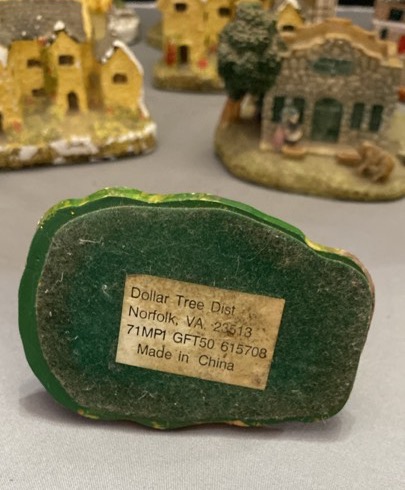 Dollar Tree Dist
Norfolk, VA 23513
71MP1 GFT50 615708
Made in China